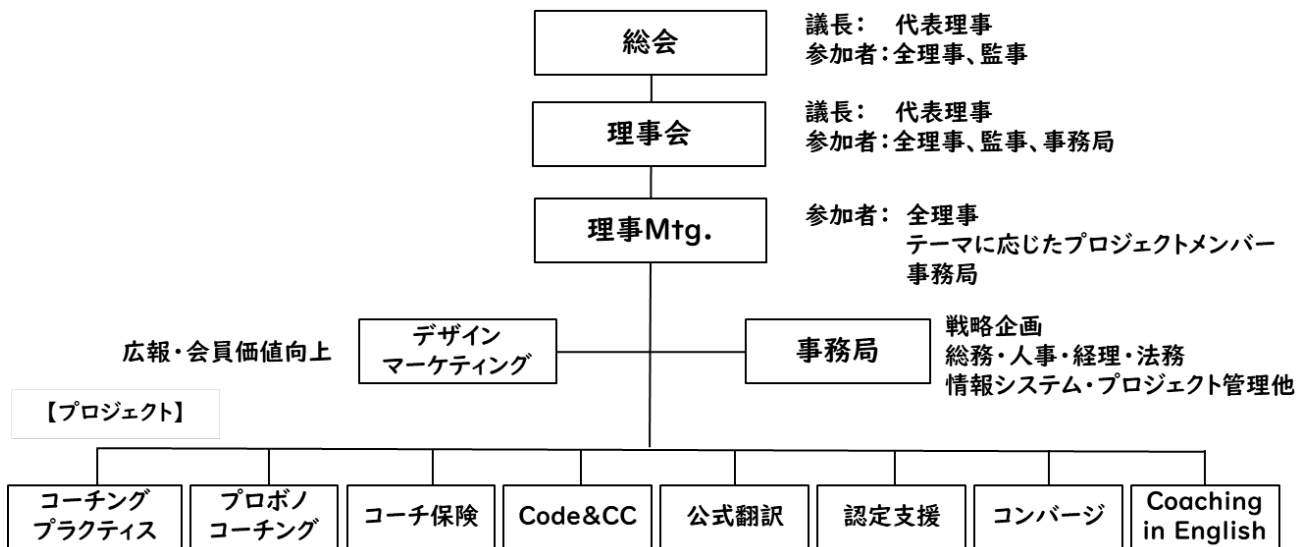 総会
議長： 代表理事
参加者：全理事、監事
理事会
議長： 代表理事
参加者：全理事、監事、事務局
理事Mtg.
参加者： 全理事
テーマに応じたプロジェクトメンバー
事務局
広報・会員価値向上
デザイン
マーケティング
事務局
戦略企画
総務・人事・経理・法務
情報システム・プロジェクト管理他
【プロジェクト】
コーチング
プラクティス
プロボノ
コーチング
コーチ保険
Code&CC
公式翻訳
認定支援
コンバージ
Coaching
in English